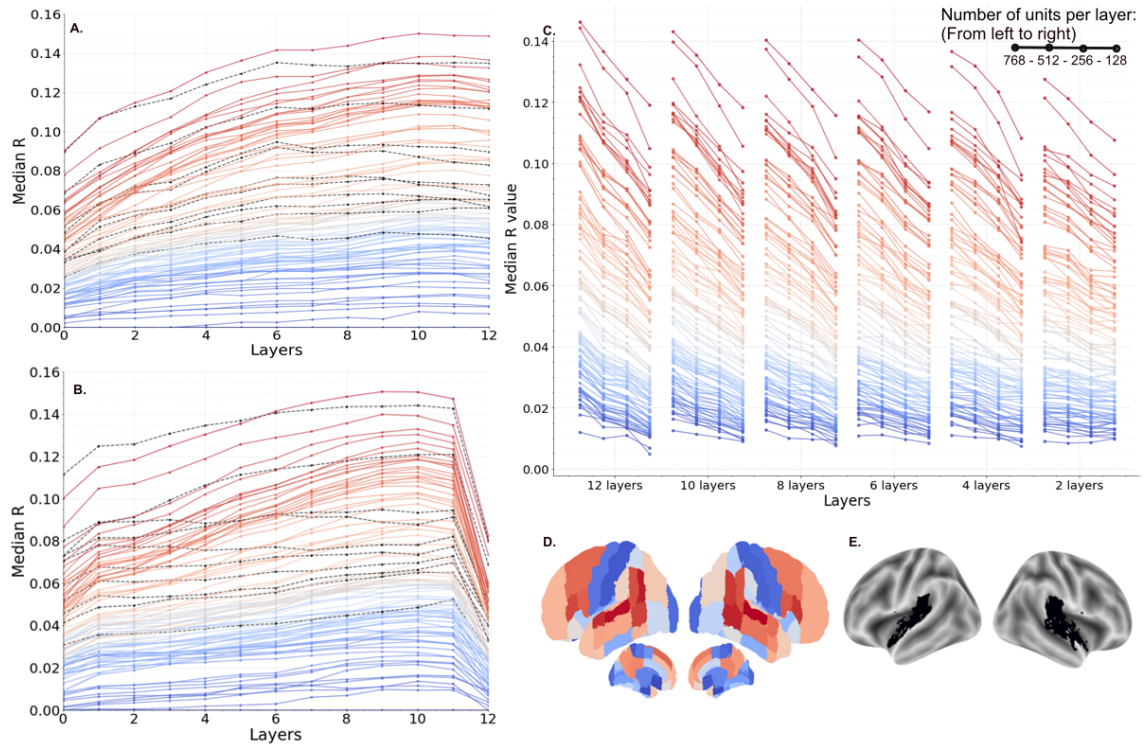 A.
0.16
0.14
0.12
0.10
0.08
0.06
0.04
0.02
0.00
Median R
0 2 4 6 8 10 12
Layers
B.
0.16
0.14
0.12
0.10
0.08
0.06
0.04
0.02
0.00
Median R
0 2 4 6 8 10 12
Layers
C.
Number of units per layer:
(From left to right)
768 - 512 - 256 - 128
0.14
0.12
0.10
0.08
0.06
0.04
0.02
0.00
Median R value
12 layers 10 layers 8 layers 6 layers 4 layers 2 layers
Layers
D.
E.